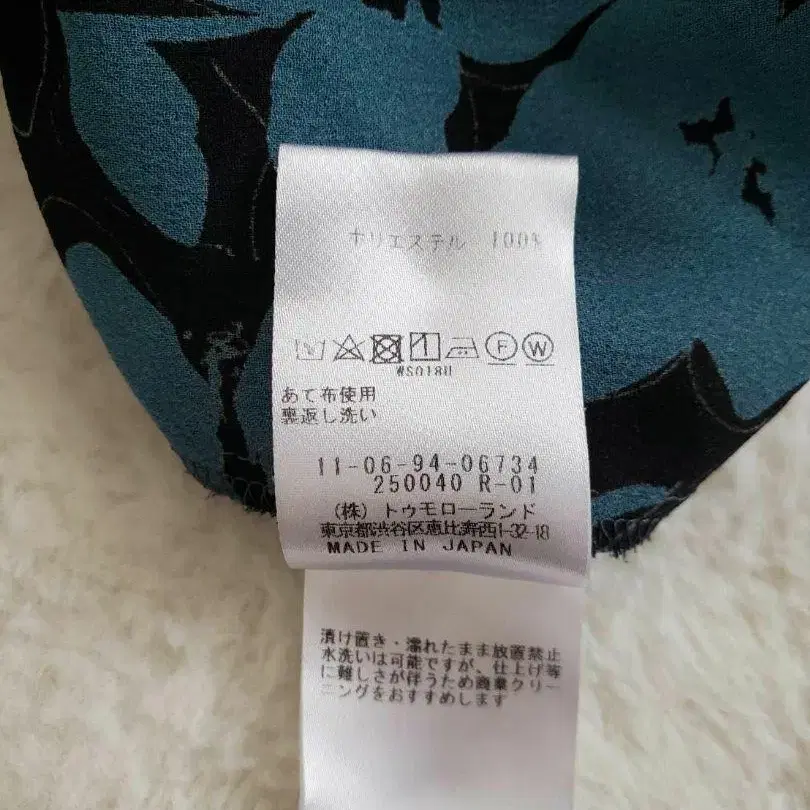 ポリエステル 100%
F W
WS018U
あて布使用
裏返し洗い
11-06-94-06734
250040 R-01
(株) トゥモローランド
東京都渋谷区恵比寿西1-32-18
MADE IN JAPAN
漬け置き・濡れたまま放置禁止
水洗いは可能ですが、仕上げ等
に難しさが伴うため商業クリー
ニングをおすすめします